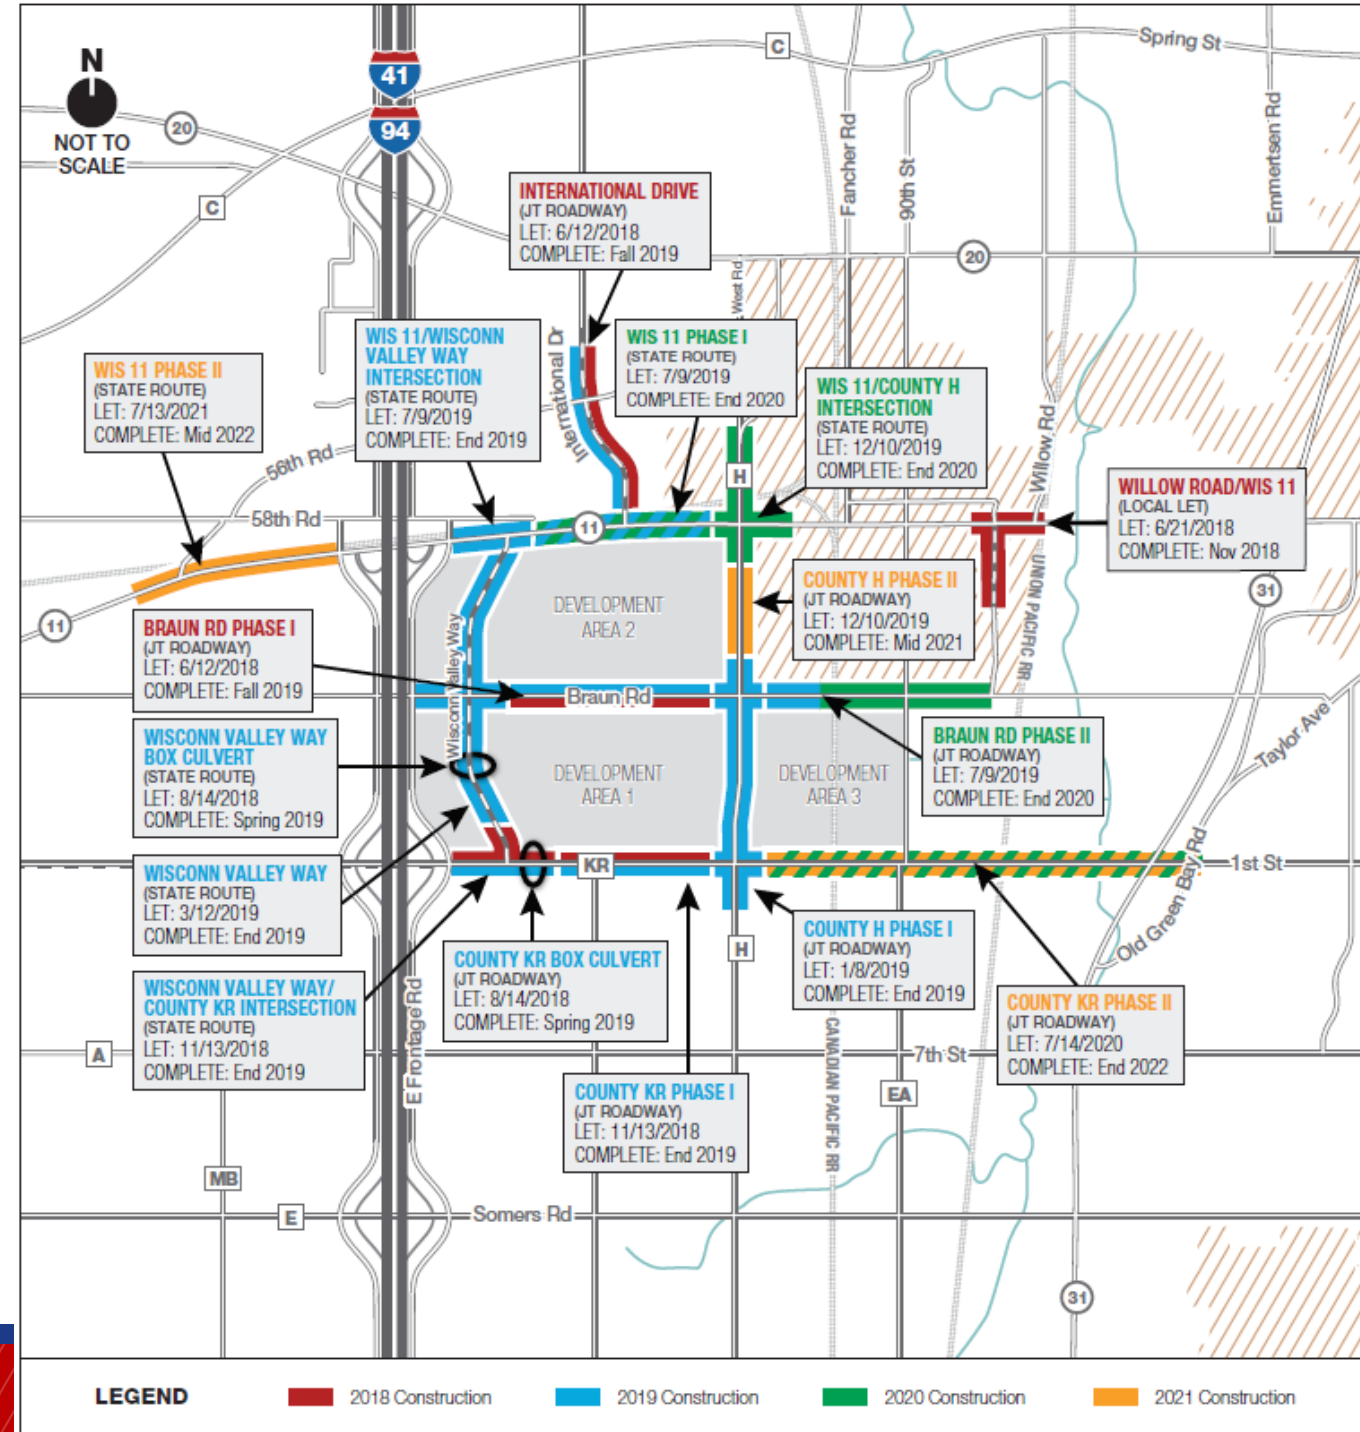 N
NOT TO
SCALE
41
94
20
C
C
Spring St
Fancher Rd
90th St
Emmertsen Rd
20
INTERNATIONAL DRIVE
(JT ROADWAY)
LET: 6/12/2018
COMPLETE: Fall 2019
West Rd
International Dr
WIS 11/WISCONN
VALLEY WAY
INTERSECTION
(STATE ROUTE)
LET: 7/9/2019
COMPLETE: End 2019
WIS 11 PHASE I
(STATE ROUTE)
LET: 7/9/2019
COMPLETE: End 2020
WIS 11 PHASE II
(STATE ROUTE)
LET: 7/13/2021
COMPLETE: Mid 2022
WIS 11/COUNTY H
INTERSECTION
(STATE ROUTE)
LET: 12/10/2019
COMPLETE: End 2020
Willow Rd
56th Rd
H
WILLOW ROAD/WIS 11
(LOCAL LET)
LET: 6/21/2018
COMPLETE: Nov 2018
58th Rd
11
UNION PACIFIC RR
COUNTY H PHASE II
(JT ROADWAY)
LET: 12/10/2019
COMPLETE: Mid 2021
31
11
DEVELOPMENT
AREA 2
BRAUN RD PHASE I
(JT ROADWAY)
LET: 6/12/2018
COMPLETE: Fall 2019
Wisconn Valley Way
Braun Rd
WISCONN VALLEY WAY
BOX CULVERT
(STATE ROUTE)
LET: 8/14/2018
COMPLETE: Spring 2019
BRAUN RD PHASE II
(JT ROADWAY)
LET: 7/9/2019
COMPLETE: End 2020
Taylor Ave
DEVELOPMENT
AREA 1
DEVELOPMENT
AREA 3
WISCONN VALLEY WAY
(STATE ROUTE)
LET: 3/12/2019
COMPLETE: End 2019
KR
1st St
Old Green Bay Rd
COUNTY H PHASE I
(JT ROADWAY)
LET: 1/8/2019
COMPLETE: End 2019
COUNTY KR BOX CULVERT
(JT ROADWAY)
LET: 8/14/2018
COMPLETE: Spring 2019
H
WISCONN VALLEY WAY/
COUNTY KR INTERSECTION
(STATE ROUTE)
LET: 11/13/2018
COMPLETE: End 2019
E Frontage Rd
COUNTY KR PHASE II
(JT ROADWAY)
LET: 7/14/2020
COMPLETE: End 2022
A
7th St
CANADIAN PACIFIC RR
COUNTY KR PHASE I
(JT ROADWAY)
LET: 11/13/2018
COMPLETE: End 2019
EA
MB
E
Somers Rd
31
LEGEND
2018 Construction
2019 Construction
2020 Construction
2021 Construction